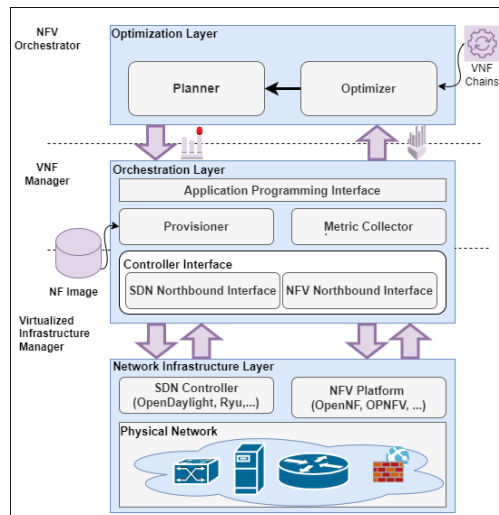 NFV
Orchestrator
Optimization Layer
Planner
Optimizer
VNF
Chains
VNF
Manager
Orchestration Layer
Application Programming Interface
Provisioner
Metric Collector
NF Image
Controller Interface
SDN Northbound Interface
NFV Northbound Interface
Virtualized
Infrastructure
Manager
Network Infrastructure Layer
SDN Controller
(OpenDaylight, Ryu,...)
NFV Platform
(OpenNF, OPNFV, ...)
Physical Network